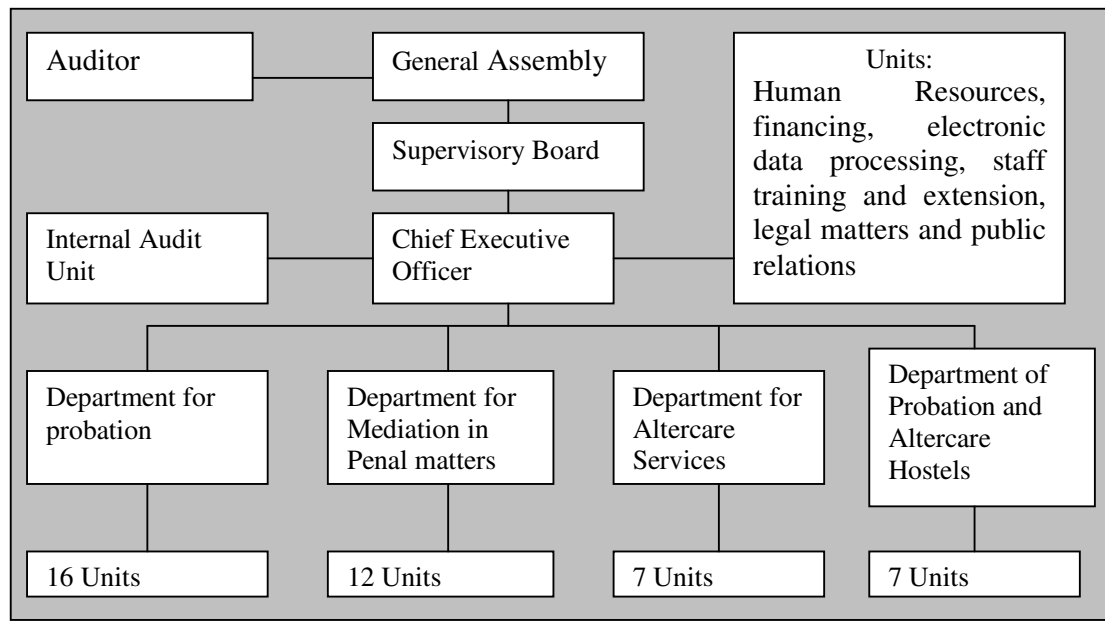 Auditor
General Assembly
Units:
Human Resources,
financing, electronic
data processing, staff
training and extension,
legal matters and public
relations
Supervisory Board
Internal Audit
Unit
Chief Executive
Officer
Department for
probation
Department for
Mediation in
Penal matters
Department for
Altercare
Services
Department of
Probation and
Altercare
Hostels
16 Units
12 Units
7 Units
7 Units